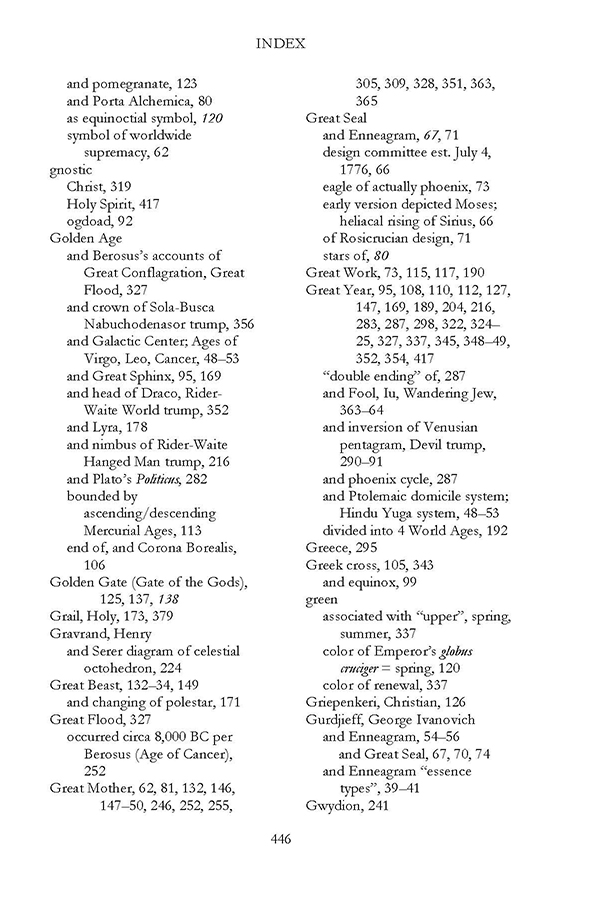 INDEX
and pomegranate, 123
and Porta Alchemica, 80
as equinoctial symbol, 120
symbol of worldwide
supremacy, 62
gnostic
Christ, 319
Holy Spirit, 417
ogdoad, 92
Golden Age
and Berosus’s accounts of
Great Conflagration, Great
Flood, 327
and crown of Sola-Busca
Nabuchodenasor trump, 356
and Galactic Center; Ages of
Virgo, Leo, Cancer, 48–53
and Great Sphinx, 95, 169
and head of Draco, Rider-
Waite World trump, 352
and Lyra, 178
and nimbus of Rider-Waite
Hanged Man trump, 216
and Plato’s Politicus, 282
bounded by
ascending/descending
Mercurial Ages, 113
end of, and Corona Borealis,
106
Golden Gate (Gate of the Gods),
125, 137, 138
Grail, Holy, 173, 379
Gravrand, Henry
and Serer diagram of celestial
octohedron, 224
Great Beast, 132–34, 149
and changing of polestar, 171
Great Flood, 327
occurred circa 8,000 BC per
Berosus (Age of Cancer),
252
Great Mother, 62, 81, 132, 146,
147–50, 246, 252, 255,
305, 309, 328, 351, 363,
365
Great Seal
and Enneagram, 67, 71
design committee est. July 4,
1776, 66
eagle of actually phoenix, 73
early version depicted Moses;
heliacal rising of Sirius, 66
of Rosicrucian design, 71
stars of, 80
Great Work, 73, 115, 117, 190
Great Year, 95, 108, 110, 112, 127,
147, 169, 189, 204, 216,
283, 287, 298, 322, 324–
25, 327, 337, 345, 348–49,
352, 354, 417
“double ending” of, 287
and Fool, Iu, Wandering Jew,
363–64
and inversion of Venusian
pentagram, Devil trump,
290–91
and phoenix cycle, 287
and Ptolemaic domicile system;
Hindu Yuga system, 48–53
divided into 4 World Ages, 192
Greece, 295
Greek cross, 105, 343
and equinox, 99
green
associated with “upper”, spring,
summer, 337
color of Emperor’s globus
cruciger = spring, 120
color of renewal, 337
Griepenkeri, Christian, 126
Gurdjieff, George Ivanovich
and Enneagram, 54–56
and Great Seal, 67, 70, 74
and Enneagram “essence
types”, 39–41
Gwydion, 241
446